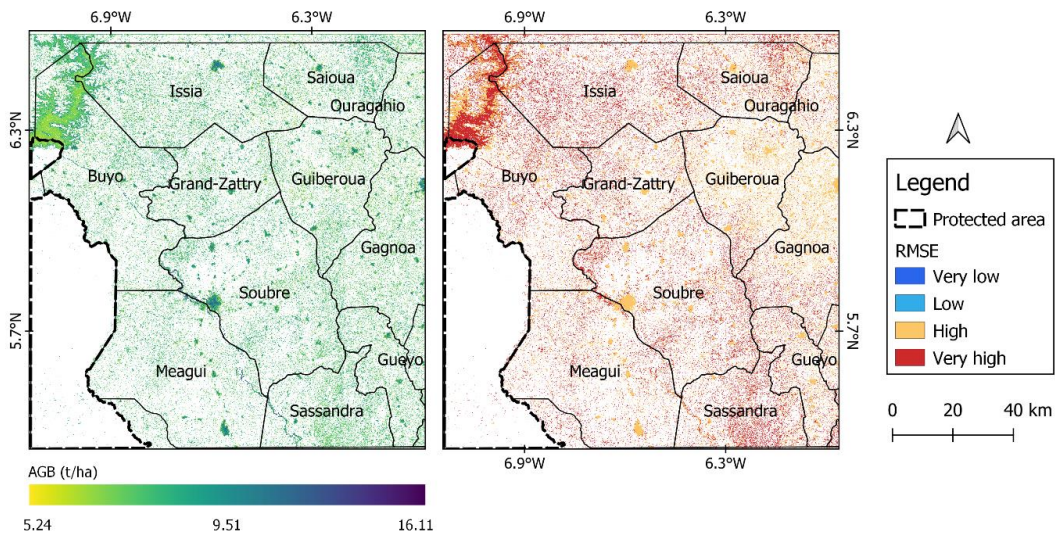 6.9°W
6.3°W
6.9°W
6.3°W
6.3°N
5.7°N
Issia
Saioua
Ouragahio
Buyo
Grand-Zattry
Guiberoua
Gagnoa
Soubre
Meagui
Gueyo
Sassandra
Issia
Saioua
Ouragahio
Buyo
Grand-Zattry
Guiberoua
Gagnoa
Soubre
Meagui
Gueyo
Sassandra
6.3°N
5.7°N
6.9°W
6.3°W
Legend
Protected area
RMSE
Very low
Low
High
Very high
0 20 40 km
AGB (t/ha)
5.24 9.51 16.11